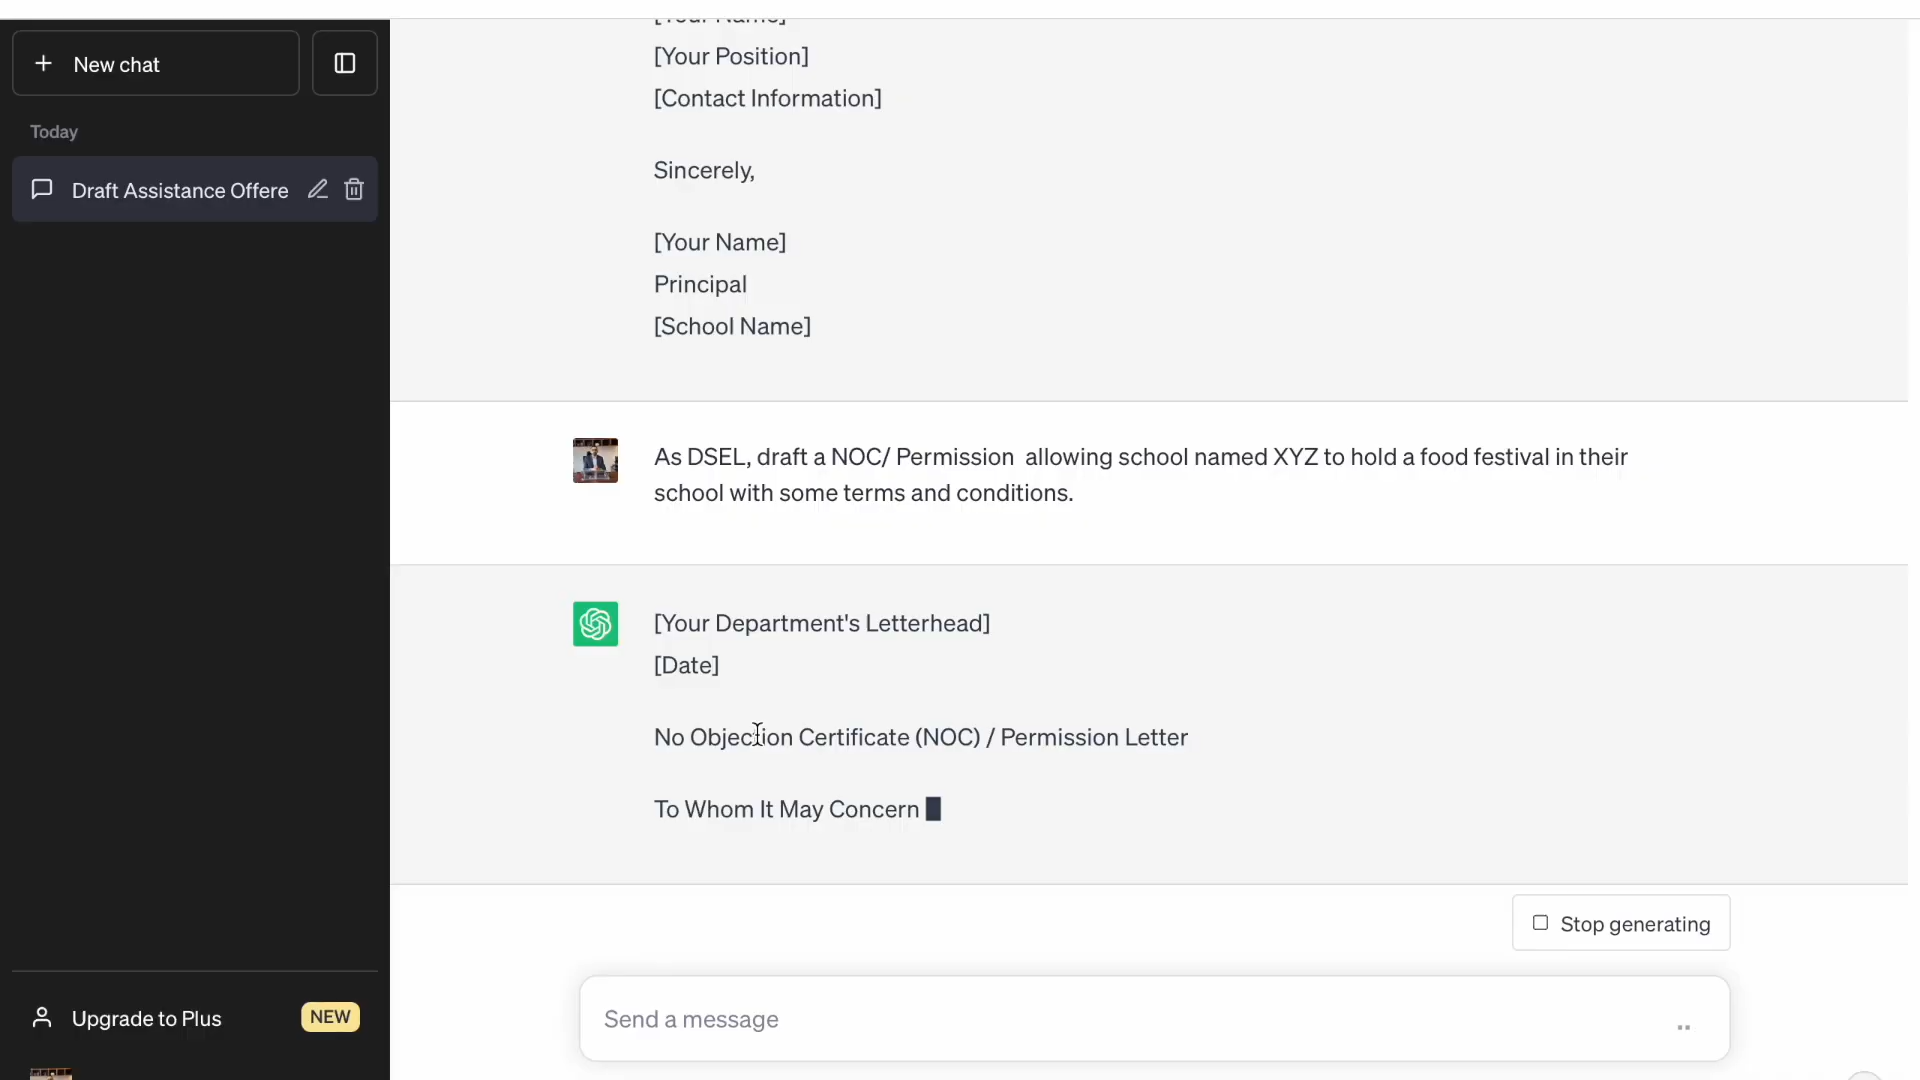 New chat
Today
Draft Assistance Offere
[Your Name]
[Your Position]
[Contact Information]
Sincerely,
[Your Name]
Principal
[School Name]
As DSEL, draft a NOC/ Permission  allowing school named XYZ to hold a food festival in their
school with some terms and conditions.
[Your Department's Letterhead]
[Date]
No Objection Certificate (NOC) / Permission Letter
To Whom It May Concern
Stop generating
Send a message
Upgrade to Plus
NEW